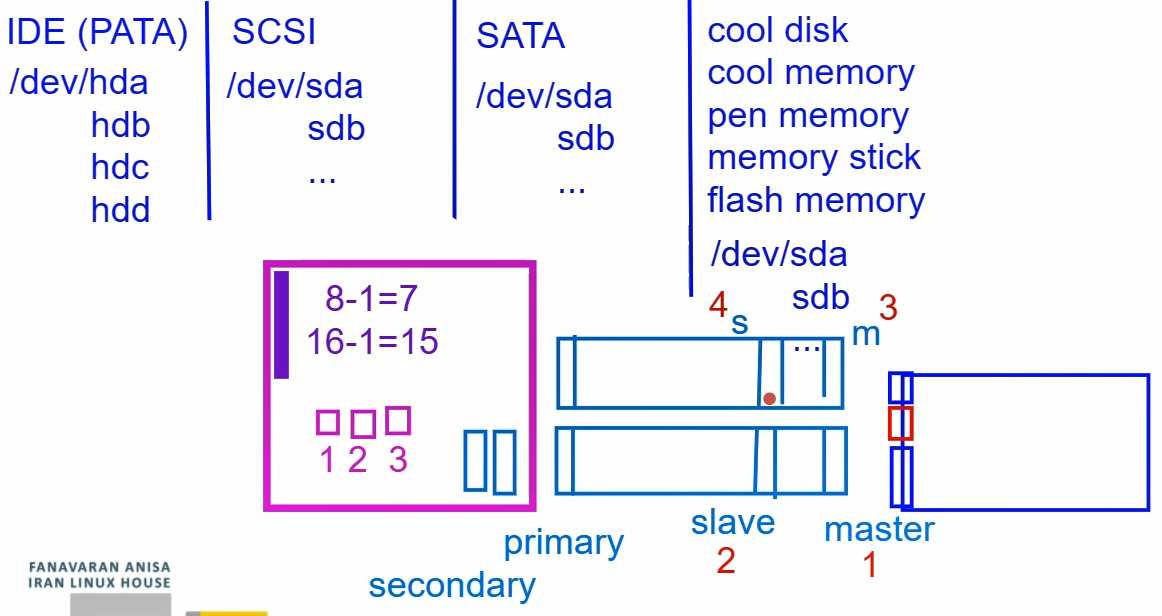 IDE (PATA)
/dev/hda
hdb
hdc
hdd
SCSI
/dev/sda
sdb
...
SATA
/dev/sda
sdb
...
cool disk
cool memory
pen memory
memory stick
flash memory
/dev/sda
sdb
...
8-1=7
16-1=15
1 2 3
4 s
m 3
primary
secondary
slave
2
master
1
FANAVARAN ANISA
IRAN LINUX HOUSE